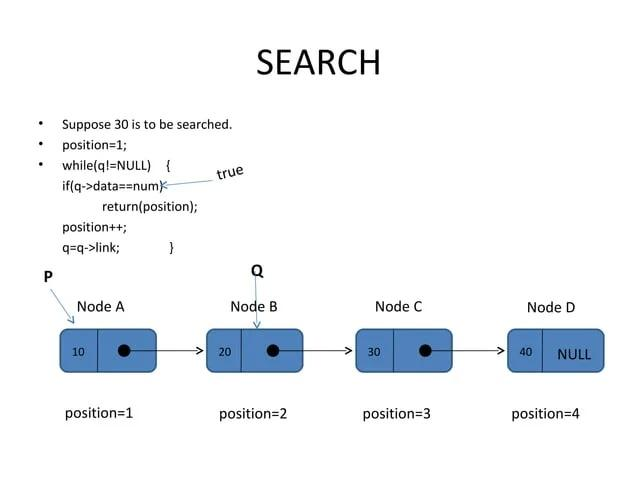 SEARCH
• Suppose 30 is to be searched.
• position=1;
• while(q!=NULL) {
if(q->data==num)
true
return(position);
position++;
q=q->link; }
P
Q
Node A Node B Node C Node D
10 20 30 40 NULL
position=1 position=2 position=3 position=4